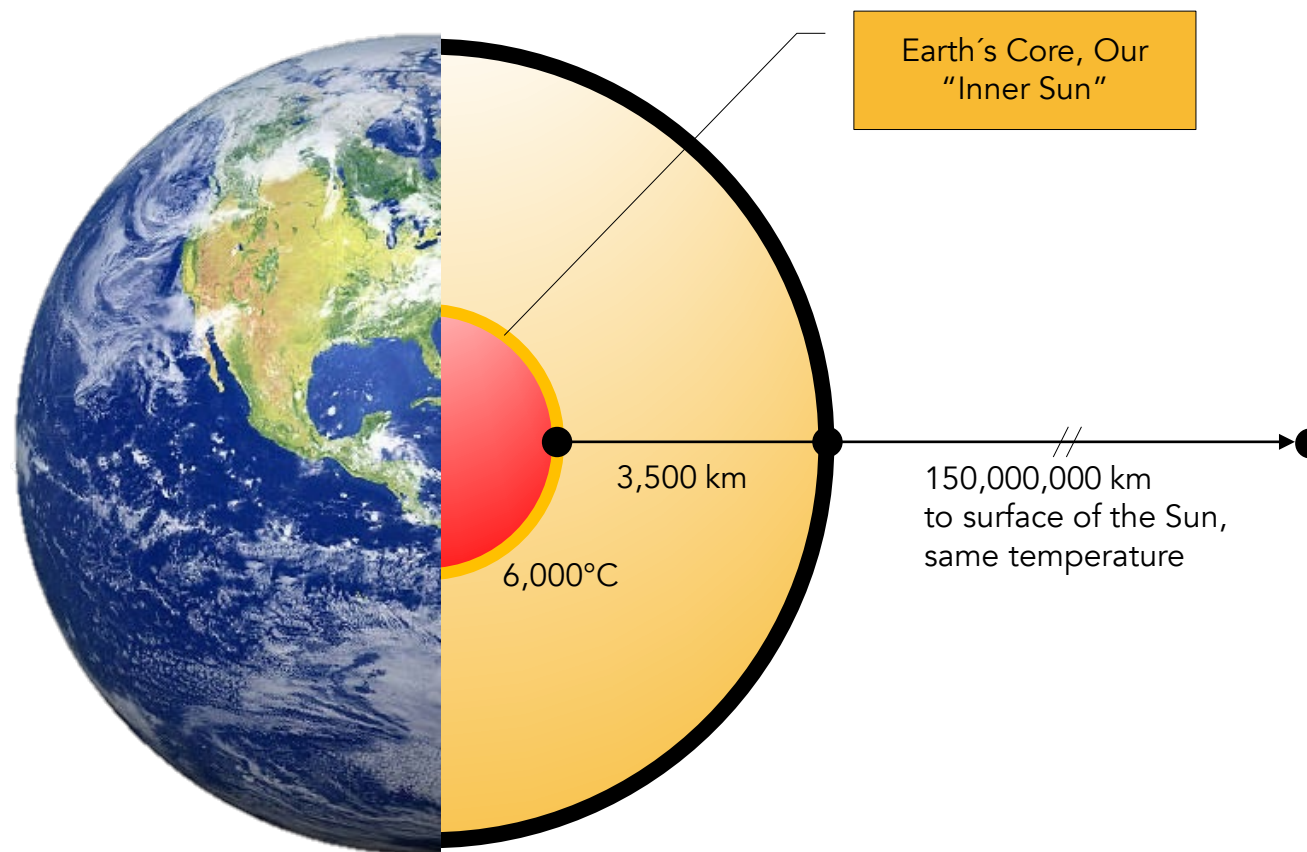 Earth´s Core, Our
“Inner Sun”
3,500 km
150,000,000 km
to surface of the Sun,
same temperature
6,000°C